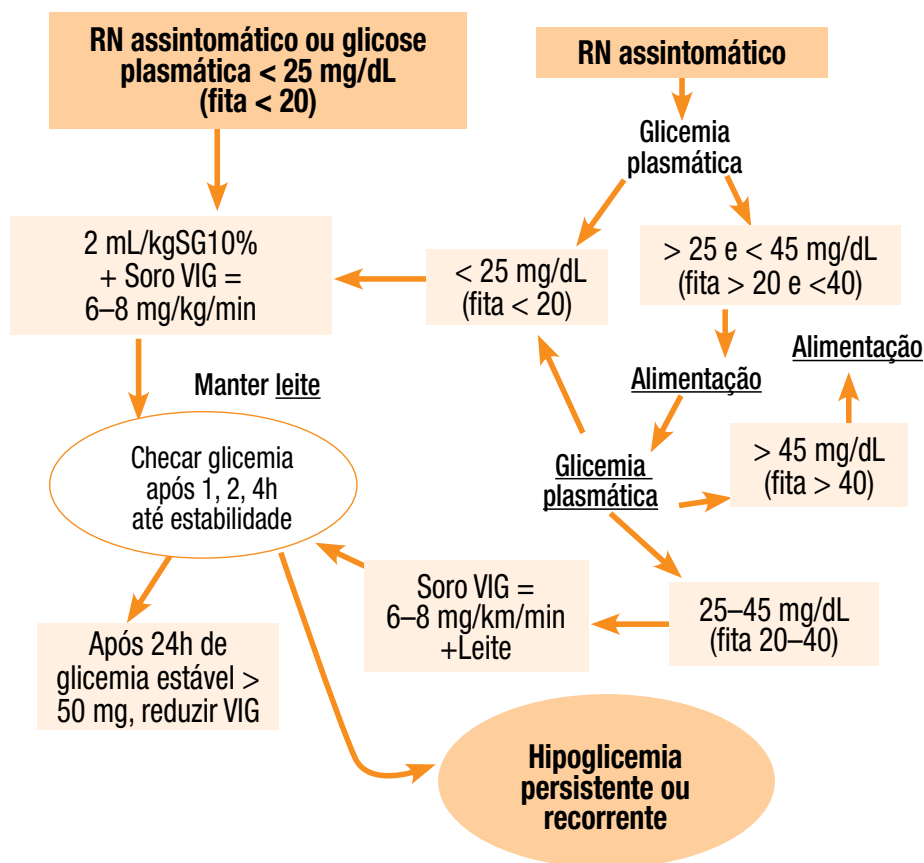 RN assintomático ou glicose
plasmática < 25 mg/dL
(fita < 20)
RN assintomático
Glicemia
plasmática
2 mL/kgSG10%
+ Soro VIG =
6–8 mg/kg/min
< 25 mg/dL
(fita < 20)
> 25 e < 45 mg/dL
(fita > 20 e <40)
Alimentação
Alimentação
Manter leite
Checar glicemia
após 1, 2, 4h
até estabilidade
Glicemia
plasmática
> 45 mg/dL
(fita > 40)
Soro VIG =
6–8 mg/km/min
+Leite
25–45 mg/dL
(fita 20–40)
Após 24h de
glicemia estável >
50 mg, reduzir VIG
Hipoglicemia
persistente ou
recorrente